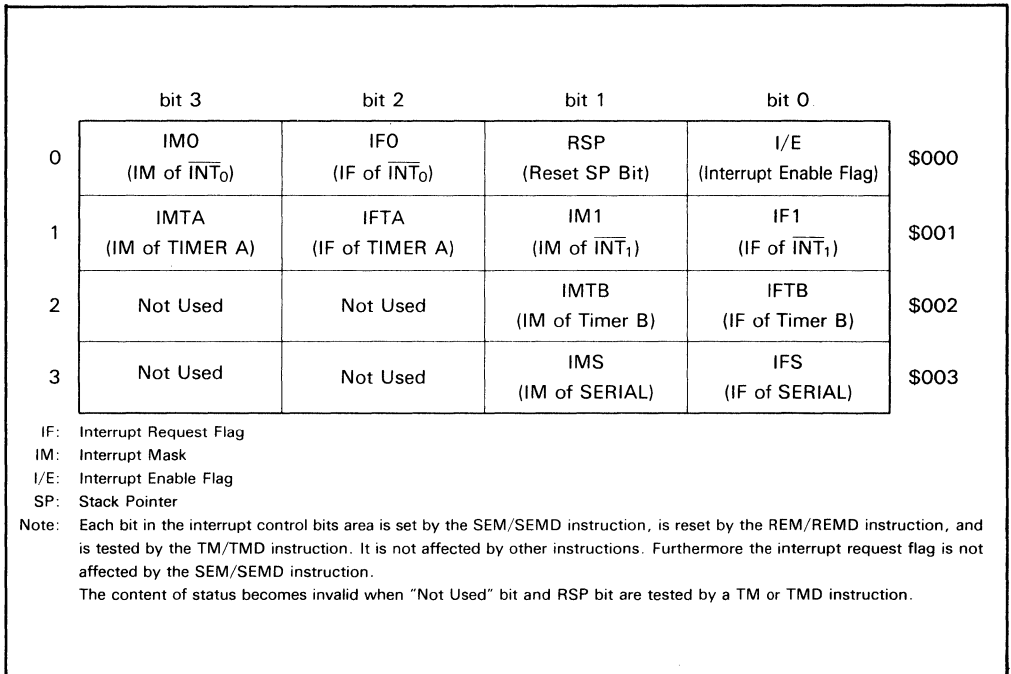 bit 3 bit 2 bit 1 bit 0
0 IM0 IF0 RSP I/E $000
(IM of I̅N̅T̅₀) (IF of I̅N̅T̅₀) (Reset SP Bit) (Interrupt Enable Flag)
1 IMTA IFTA IM1 IF1 $001
(IM of TIMER A) (IF of TIMER A) (IM of I̅N̅T̅₁) (IF of I̅N̅T̅₁)
2 Not Used Not Used IMTB IFTB $002
(IM of Timer B) (IF of Timer B)
3 Not Used Not Used IMS IFS $003
(IM of SERIAL) (IF of SERIAL)
IF: Interrupt Request Flag
IM: Interrupt Mask
I/E: Interrupt Enable Flag
SP: Stack Pointer
Note: Each bit in the interrupt control bits area is set by the SEM/SEMD instruction, is reset by the REM/REMD instruction, and
is tested by the TM/TMD instruction. It is not affected by other instructions. Furthermore the interrupt request flag is not
affected by the SEM/SEMD instruction.
The content of status becomes invalid when "Not Used" bit and RSP bit are tested by a TM or TMD instruction.